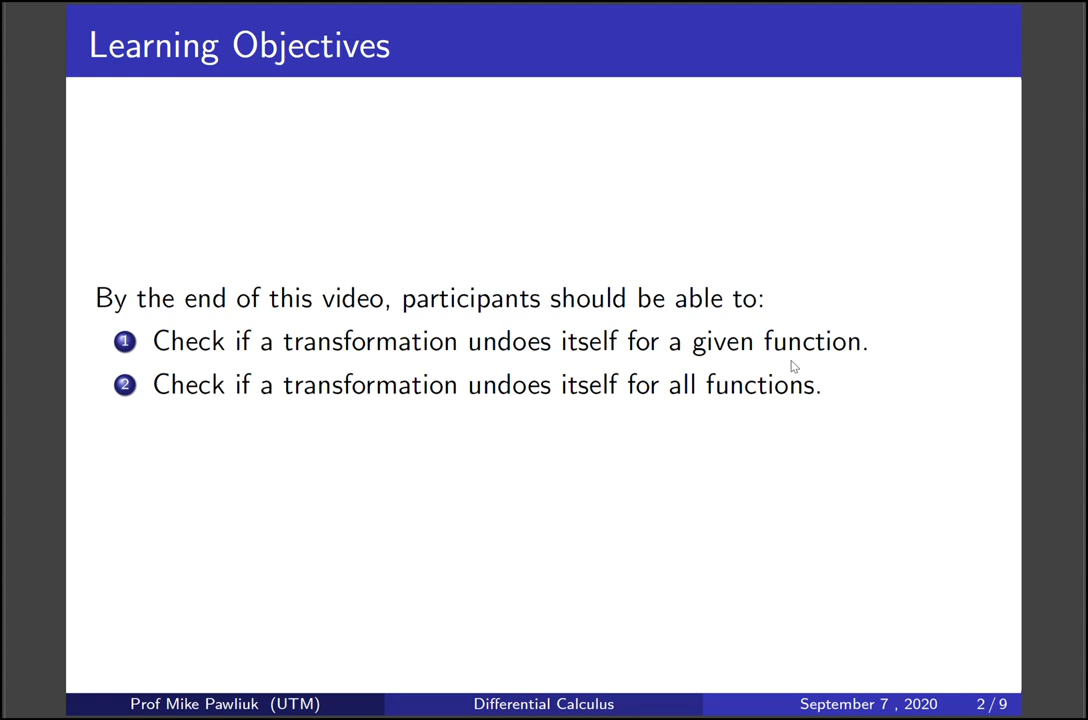 Learning Objectives
By the end of this video, participants should be able to:
1 Check if a transformation undoes itself for a given function.
2 Check if a transformation undoes itself for all functions.
Prof Mike Pawliuk (UTM) Differential Calculus September 7 , 2020 2 / 9